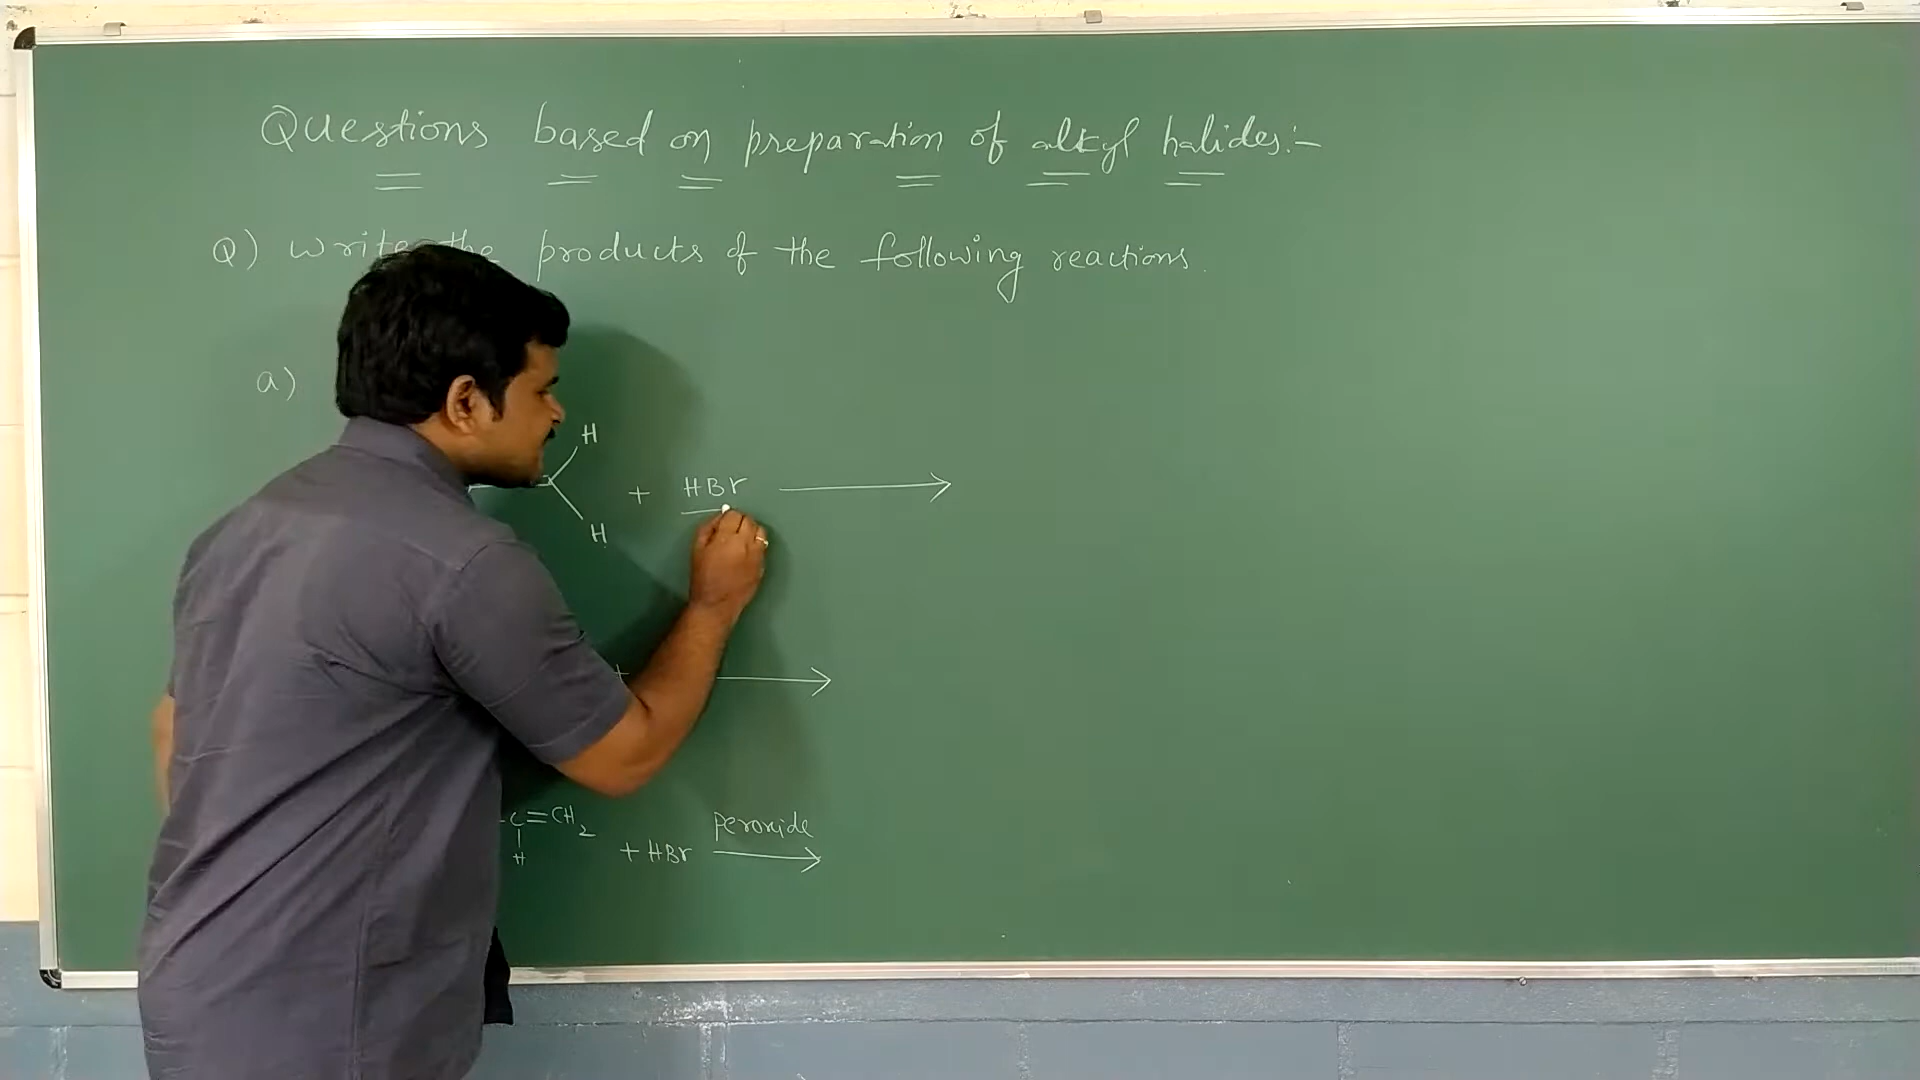 Questions based on preparation of alkyl halides:-
Q) Write the products of the following reactions.
a)
H
+ HBr
H
+
C=CH2
H
+ HBr
peroxide